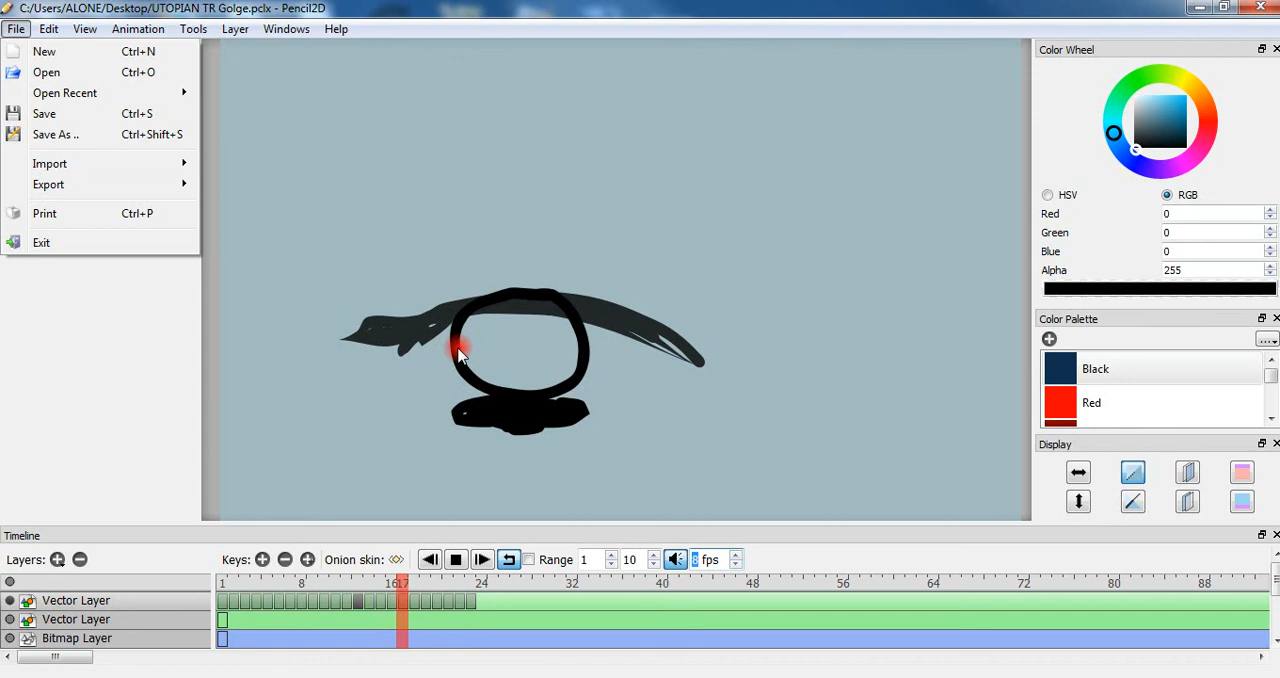 C:/Users/ALONE/Desktop/UTOPIAN TR Golge.pclx - Pencil2D
File Edit View Animation Tools Layer Windows Help
New Ctrl+N
Open Ctrl+O
Open Recent
Save Ctrl+S
Save As .. Ctrl+Shift+S
Import
Export
Print Ctrl+P
Exit
Color Wheel
HSV RGB
Red 0
Green 0
Blue 0
Alpha 255
Color Palette
...
Black
Red
Display
Timeline
Layers: Keys: Onion skin: Range 1 10 8 fps
1 8 16 17 24 32 40 48 56 64 72 80 88
Vector Layer
Vector Layer
Bitmap Layer